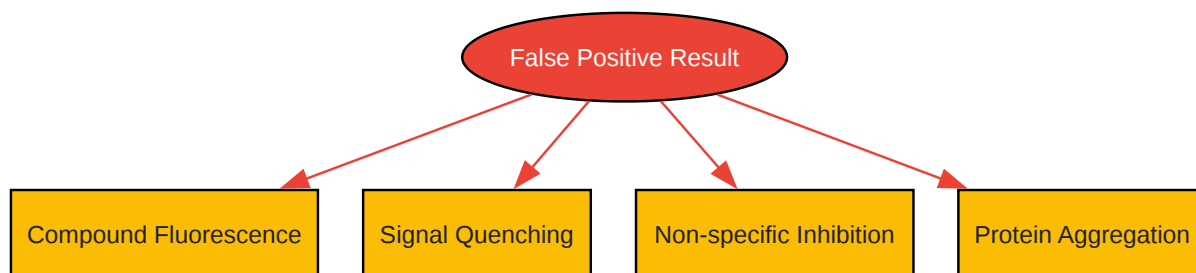 False Positive Result
Compound Fluorescence
Signal Quenching
Non-specific Inhibition
Protein Aggregation